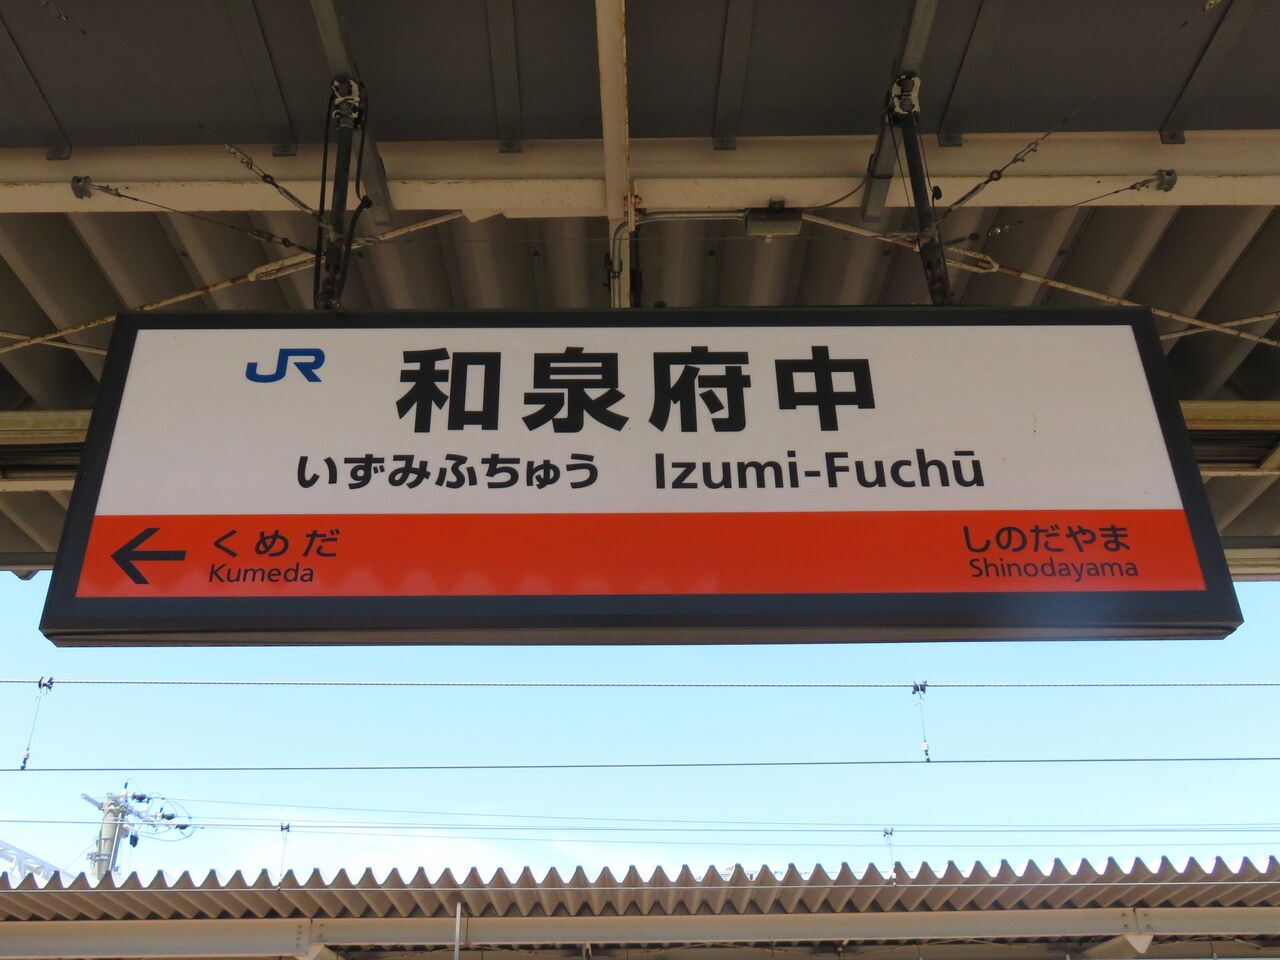 JR 和泉府中
いずみふちゅう Izumi-Fuchū
← くめだ しのだやま
Kumeda Shinodayama